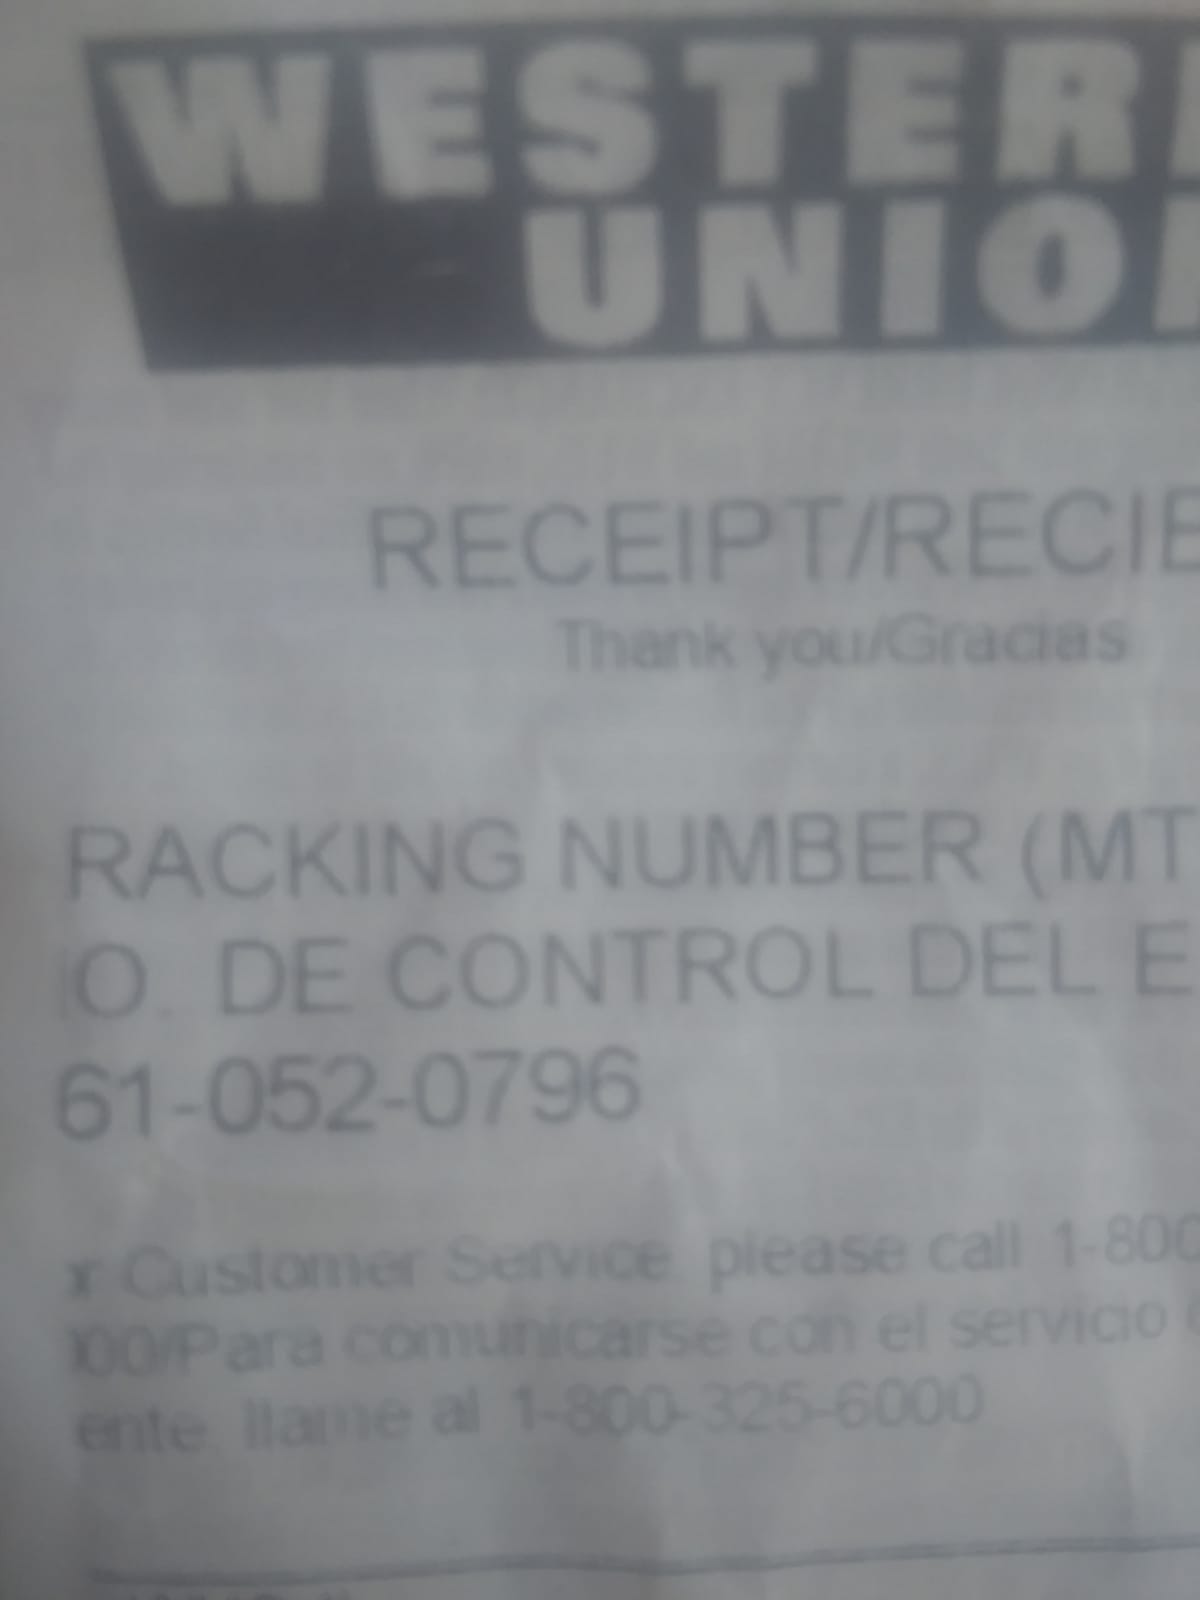 WESTER
UNIO
RECEIPT/RECIB
Thank you/Gracias
RACKING NUMBER (MT
O. DE CONTROL DEL E
61-052-0796
r Customer Service, please call 1-800
00/Para comunicarse con el servicio
ente, llame al 1-800-325-6000